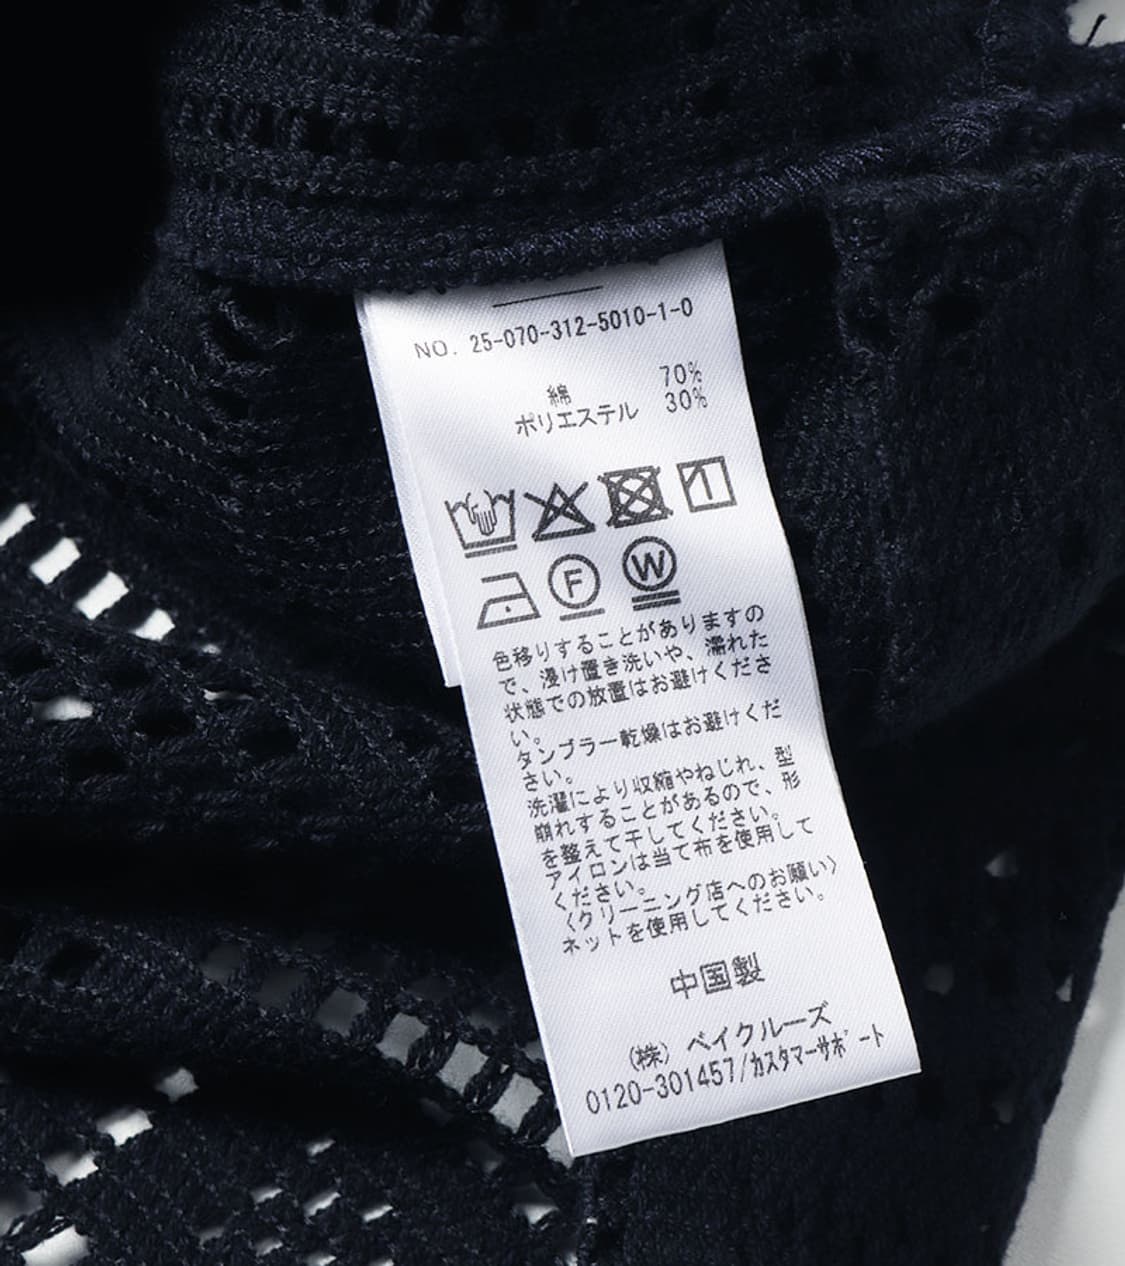 NO. 25-070-312-5010-1-0
綿 70%
ポリエステル 30%
F W
色移りすることがありますの
で、浸け置き洗いや、濡れた
状態での放置はお避けくださ
い。
タンブラー乾燥はお避けくだ
さい。
洗濯により収縮やねじれ、型
崩れすることがあるので、形
を整えて干してください。
アイロンは当て布を使用して
ください。
〈クリーニング店へのお願い〉
ネットを使用してください。
中国製
（株）ベイクルーズ
0120-301457/カスタマーサポート